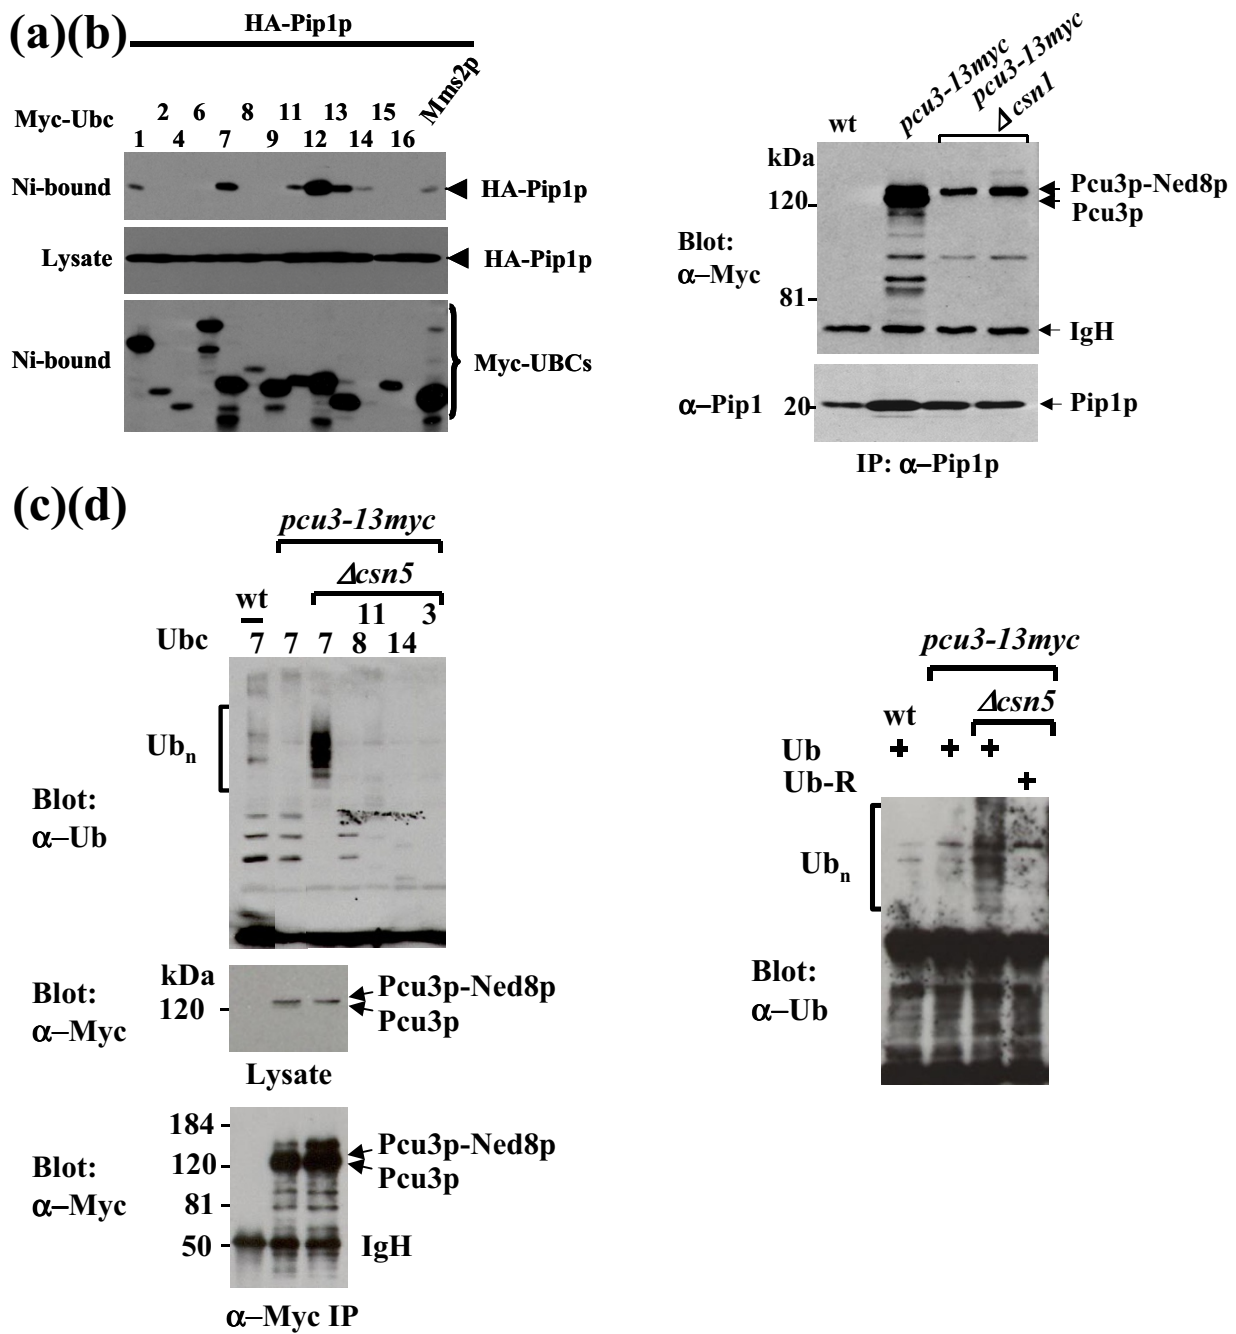 (a)(b)
HA-Pip1p
Myc-Ubc
2 6 8 11 13 15 Mms2p
1 4 7 9 12 14 16
Ni-bound
HA-Pip1p
Lysate
HA-Pip1p
Ni-bound
Myc-UBCs
wt pcu3-13myc pcu3-13myc
Δcsn1
kDa
120
81
Blot:
α–Myc
Pcu3p-Ned8p
Pcu3p
IgH
α–Pip1
20
Pip1p
IP: α–Pip1p
(c)(d)
pcu3-13myc
Δcsn5
wt
11 3
Ubc 7 7 7 8 14
Ubn
Blot:
α–Ub
kDa
120
Blot:
α–Myc
Pcu3p-Ned8p
Pcu3p
Lysate
184
120
81
50
Blot:
α–Myc
Pcu3p-Ned8p
Pcu3p
IgH
α–Myc IP
pcu3-13myc
Δcsn5
wt
Ub + + +
Ub-R +
Ubn
Blot:
α–Ub